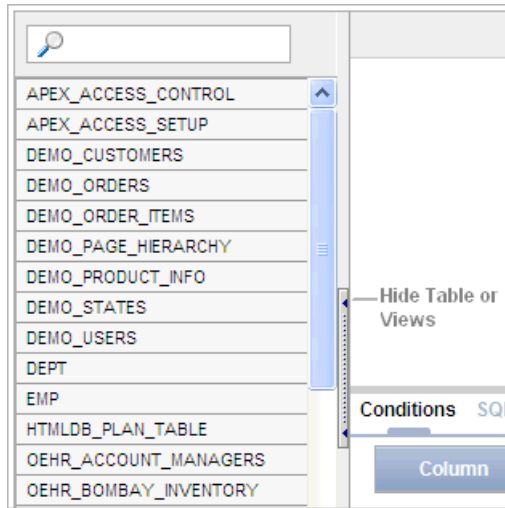 APEX_ACCESS_CONTROL
APEX_ACCESS_SETUP
DEMO_CUSTOMERS
DEMO_ORDERS
DEMO_ORDER_ITEMS
DEMO_PAGE_HIERARCHY
DEMO_PRODUCT_INFO
DEMO_STATES
DEMO_USERS
DEPT
EMP
HTMLDB_PLAN_TABLE
OEHR_ACCOUNT_MANAGERS
OEHR_BOMBAY_INVENTORY
Hide Table or
Views
Conditions
Column